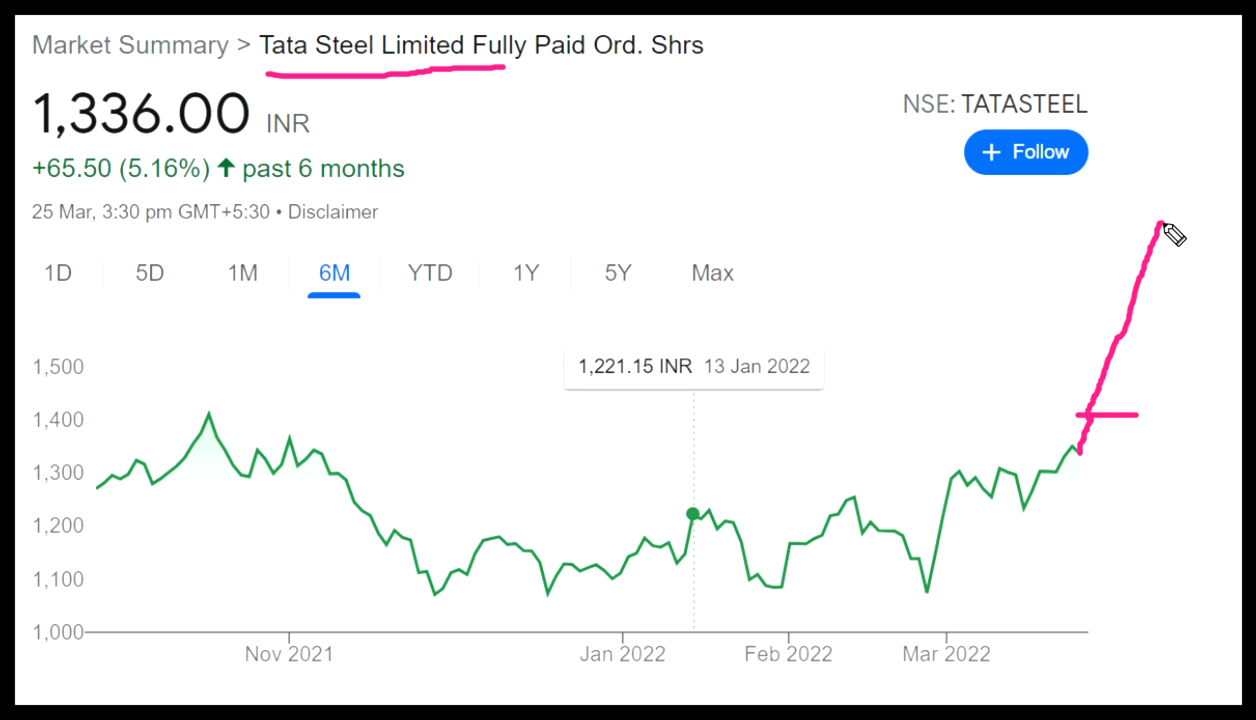 Market Summary > Tata Steel Limited Fully Paid Ord. Shrs
1,336.00 INR
NSE: TATASTEEL
+ Follow
+65.50 (5.16%) ↑ past 6 months
25 Mar, 3:30 pm GMT+5:30 • Disclaimer
1D 5D 1M 6M YTD 1Y 5Y Max
1,221.15 INR 13 Jan 2022
1,500
1,400
1,300
1,200
1,100
1,000
Nov 2021 Jan 2022 Feb 2022 Mar 2022